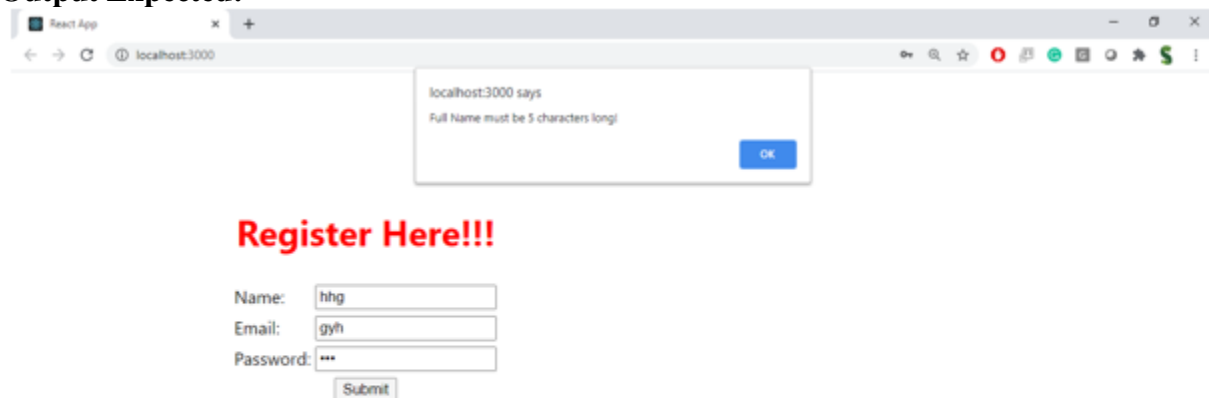 Output Expected:
React App
localhost:3000
localhost:3000 says
Full Name must be 5 characters long!
OK
Register Here!!!
Name: hhg
Email: gyh
Password: •••
Submit